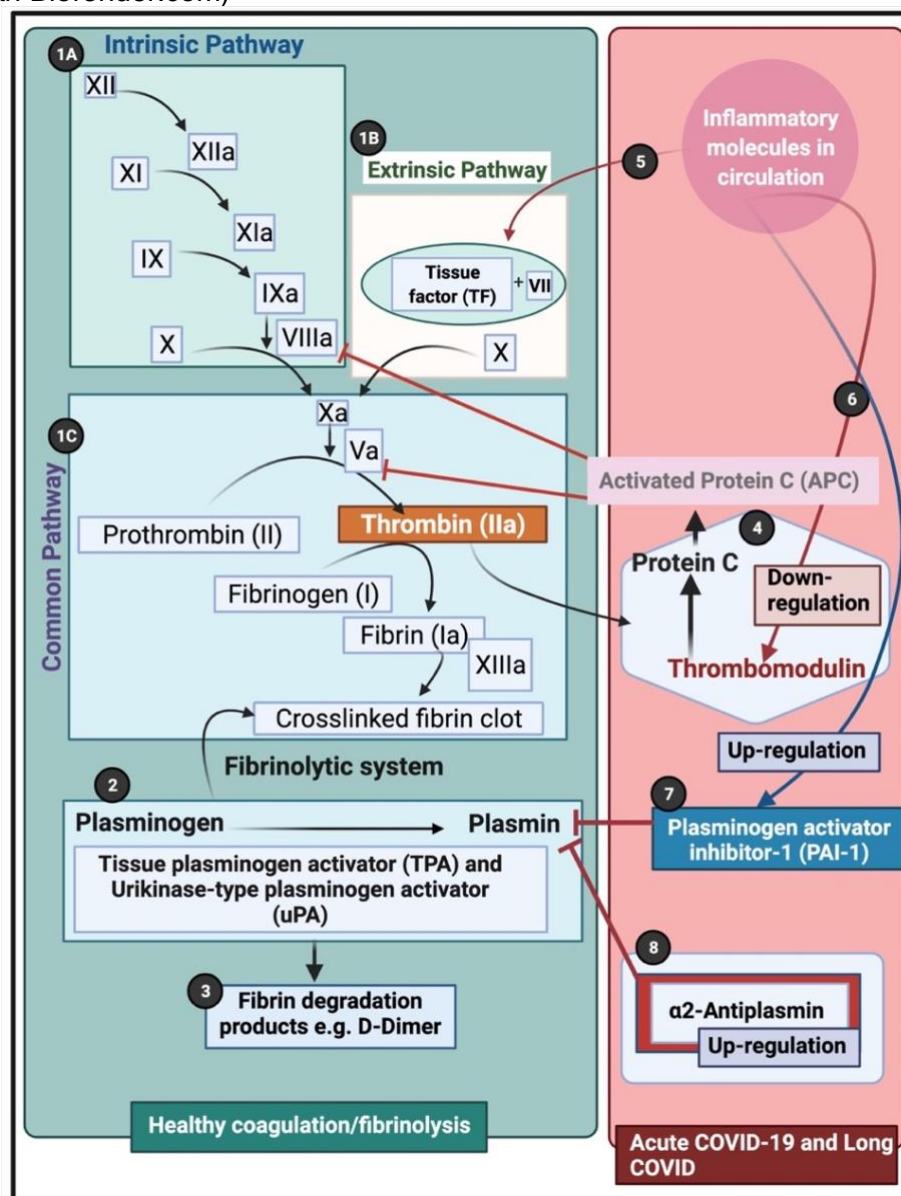 Intrinsic Pathway
1A
XII
XIIa
XI
XIa
IX
IXa
VIIIa
X
1B
Extrinsic Pathway
Tissue
factor (TF)
+
VII
X
1C
Common Pathway
Xa
Va
Prothrombin (II)
Thrombin (IIa)
Fibrinogen (I)
Fibrin (Ia)
XIIIa
Crosslinked fibrin clot
Fibrinolytic system
2
Plasminogen
Plasmin
Tissue plasminogen activator (TPA) and
Urikinase-type plasminogen activator
(uPA)
3
Fibrin degradation
products e.g. D-Dimer
Healthy coagulation/fibrinolysis
Inflammatory
molecules in
circulation
5
6
Activated Protein C (APC)
4
Protein C
Down-
regulation
Thrombomodulin
Up-regulation
7
Plasminogen activator
inhibitor-1 (PAI-1)
8
α2-Antiplasmin
Up-regulation
Acute COVID-19 and Long
COVID